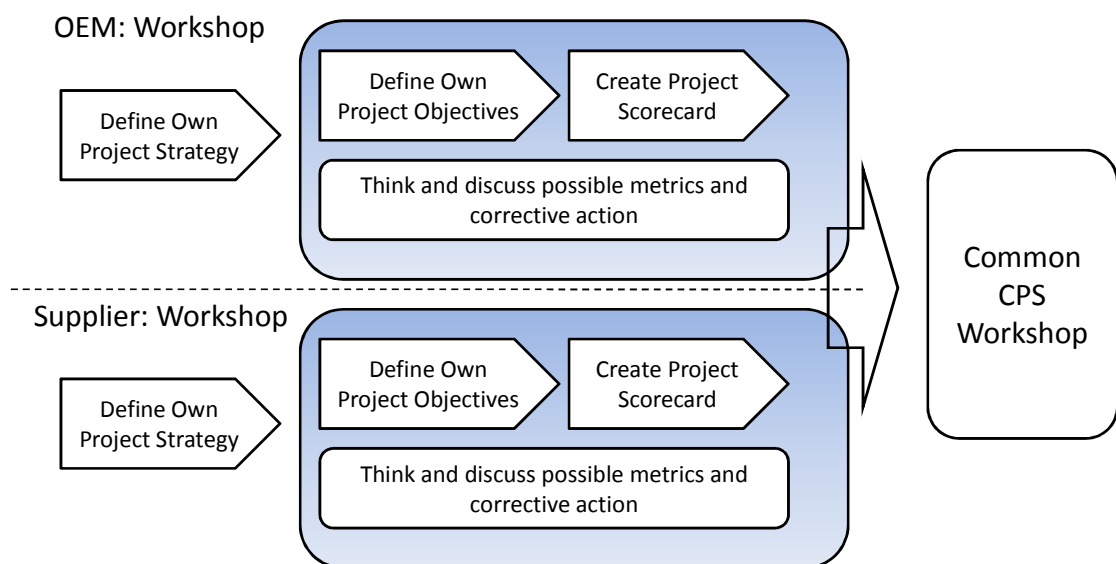 OEM: Workshop
Define Own
Project Strategy
Define Own
Project Objectives
Create Project
Scorecard
Think and discuss possible metrics and
corrective action
Supplier: Workshop
Define Own
Project Strategy
Define Own
Project Objectives
Create Project
Scorecard
Think and discuss possible metrics and
corrective action
Common
CPS
Workshop